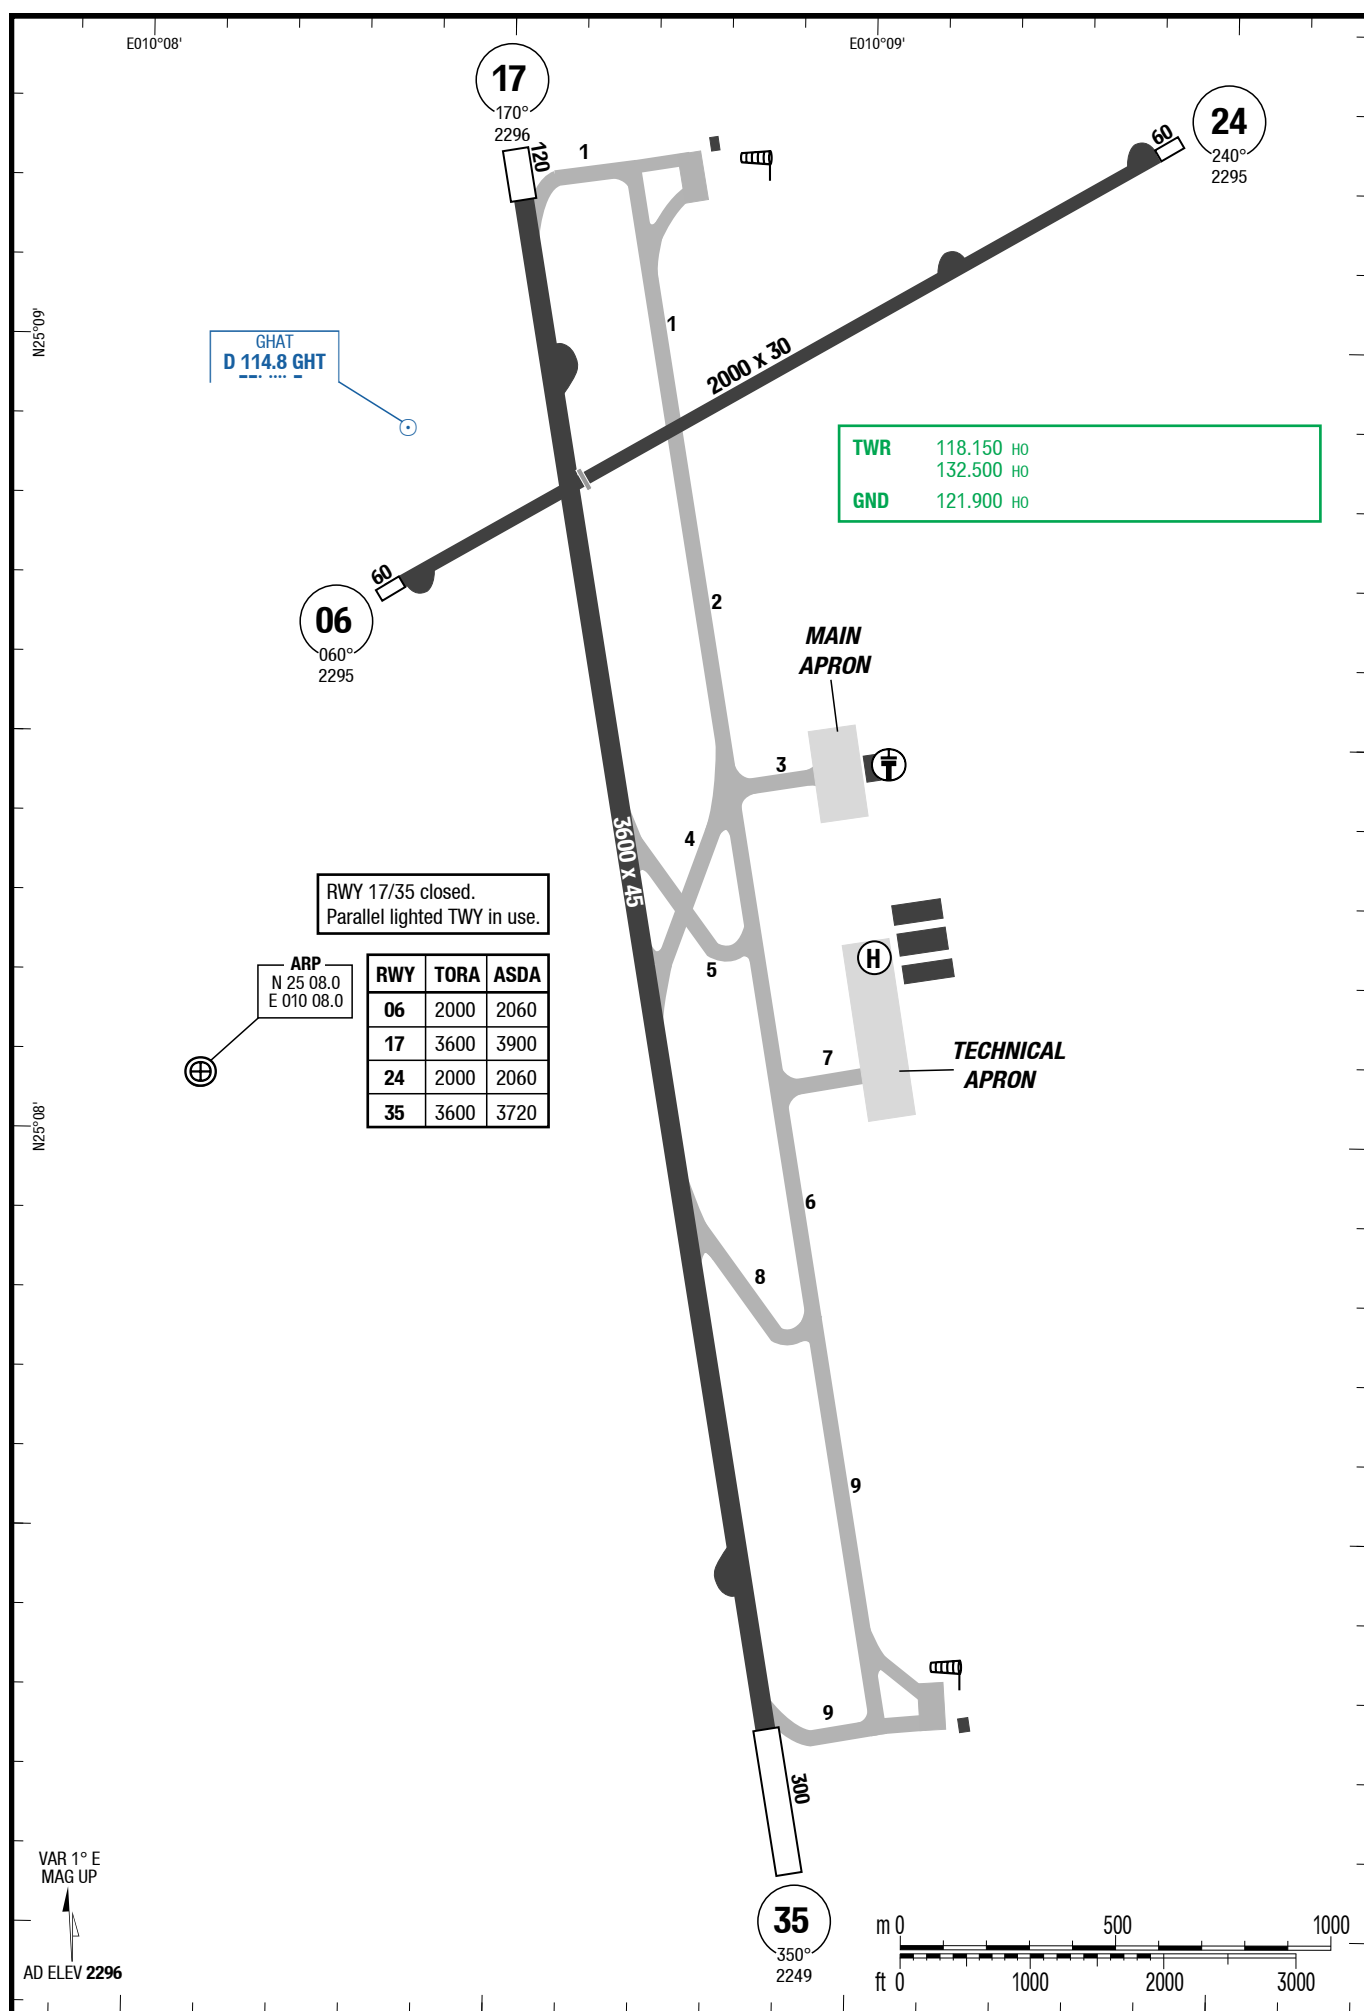 E010°08'
E010°09'
17
170°
2296
120
1
24
240°
2295
60
N25°09'
1
GHAT
D 114.8 GHT
2000 x 30
TWR 118.150 HO
132.500 HO
GND 121.900 HO
60
06
060°
2295
2
MAIN
APRON
3
T
4
3600 x 45
RWY 17/35 closed.
Parallel lighted TWY in use.
5
H
ARP
N 25 08.0
E 010 08.0
RWY TORA ASDA
06 2000 2060
17 3600 3900
24 2000 2060
35 3600 3720
7
TECHNICAL
APRON
N25°08'
6
8
9
9
300
VAR 1° E
MAG UP
AD ELEV 2296
35
350°
2249
m 0 500 1000
ft 0 1000 2000 3000